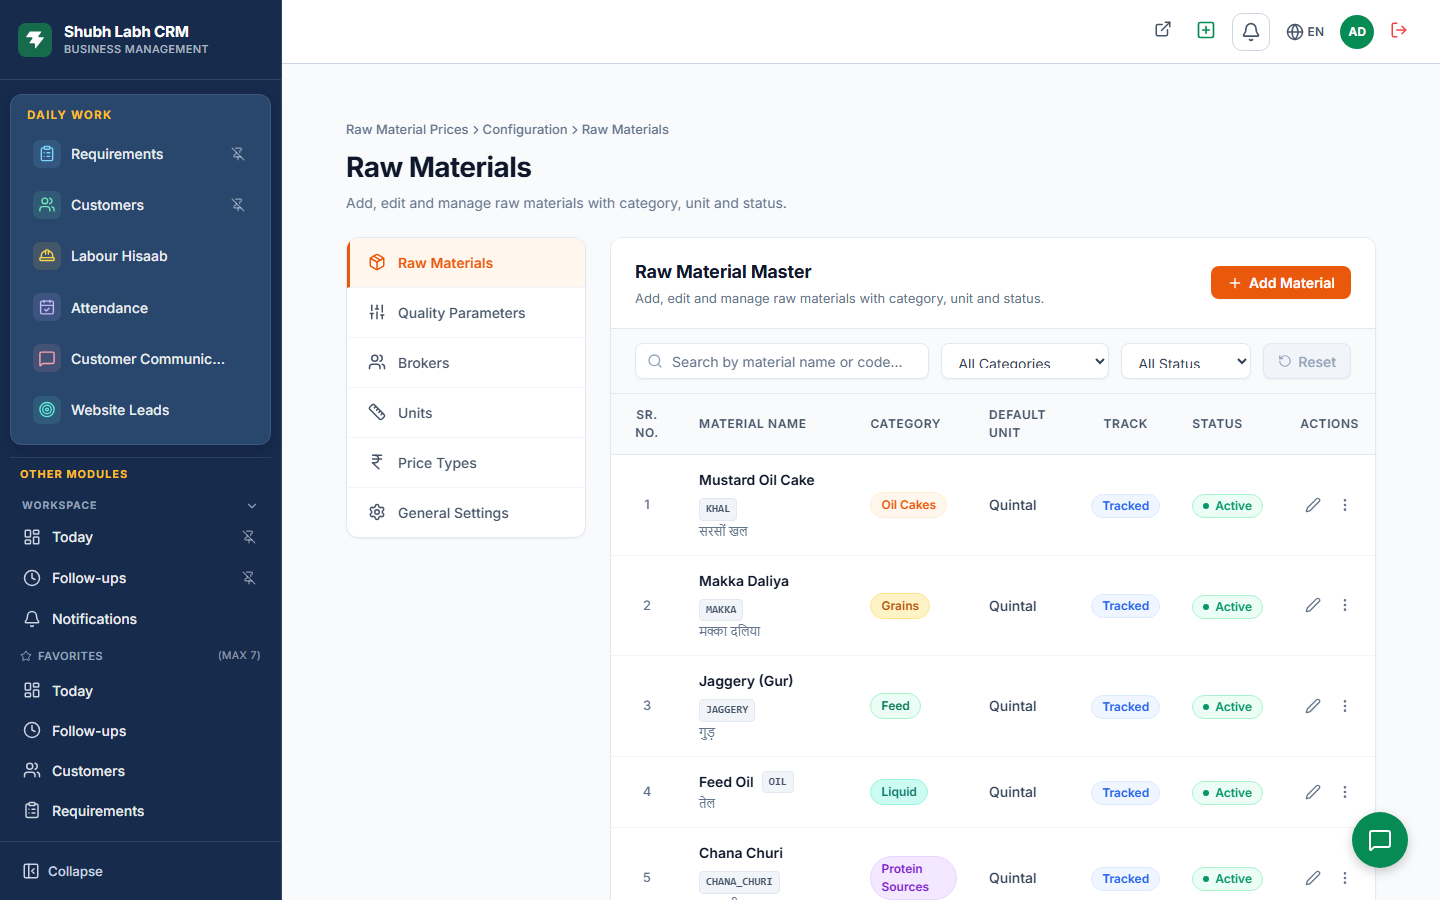 Shubh Labh CRM
BUSINESS MANAGEMENT
DAILY WORK
Requirements
Customers
Labour Hisaab
Attendance
Customer Communic...
Website Leads
OTHER MODULES
WORKSPACE
Today
Follow-ups
Notifications
FAVORITES (MAX 7)
Today
Follow-ups
Customers
Requirements
Collapse
EN
AD
Raw Material Prices > Configuration > Raw Materials
Raw Materials
Add, edit and manage raw materials with category, unit and status.
Raw Materials
Quality Parameters
Brokers
Units
Price Types
General Settings
Raw Material Master
Add, edit and manage raw materials with category, unit and status.
+ Add Material
Search by material name or code...
All Categories
All Status
Reset
SR. NO. MATERIAL NAME CATEGORY DEFAULT UNIT TRACK STATUS ACTIONS
1 Mustard Oil Cake KHAL सरसों खल Oil Cakes Quintal Tracked Active
2 Makka Daliya MAKKA मक्का दलिया Grains Quintal Tracked Active
3 Jaggery (Gur) JAGGERY गुड़ Feed Quintal Tracked Active
4 Feed Oil OIL तेल Liquid Quintal Tracked Active
5 Chana Churi CHANA_CHURI Protein Sources Quintal Tracked Active